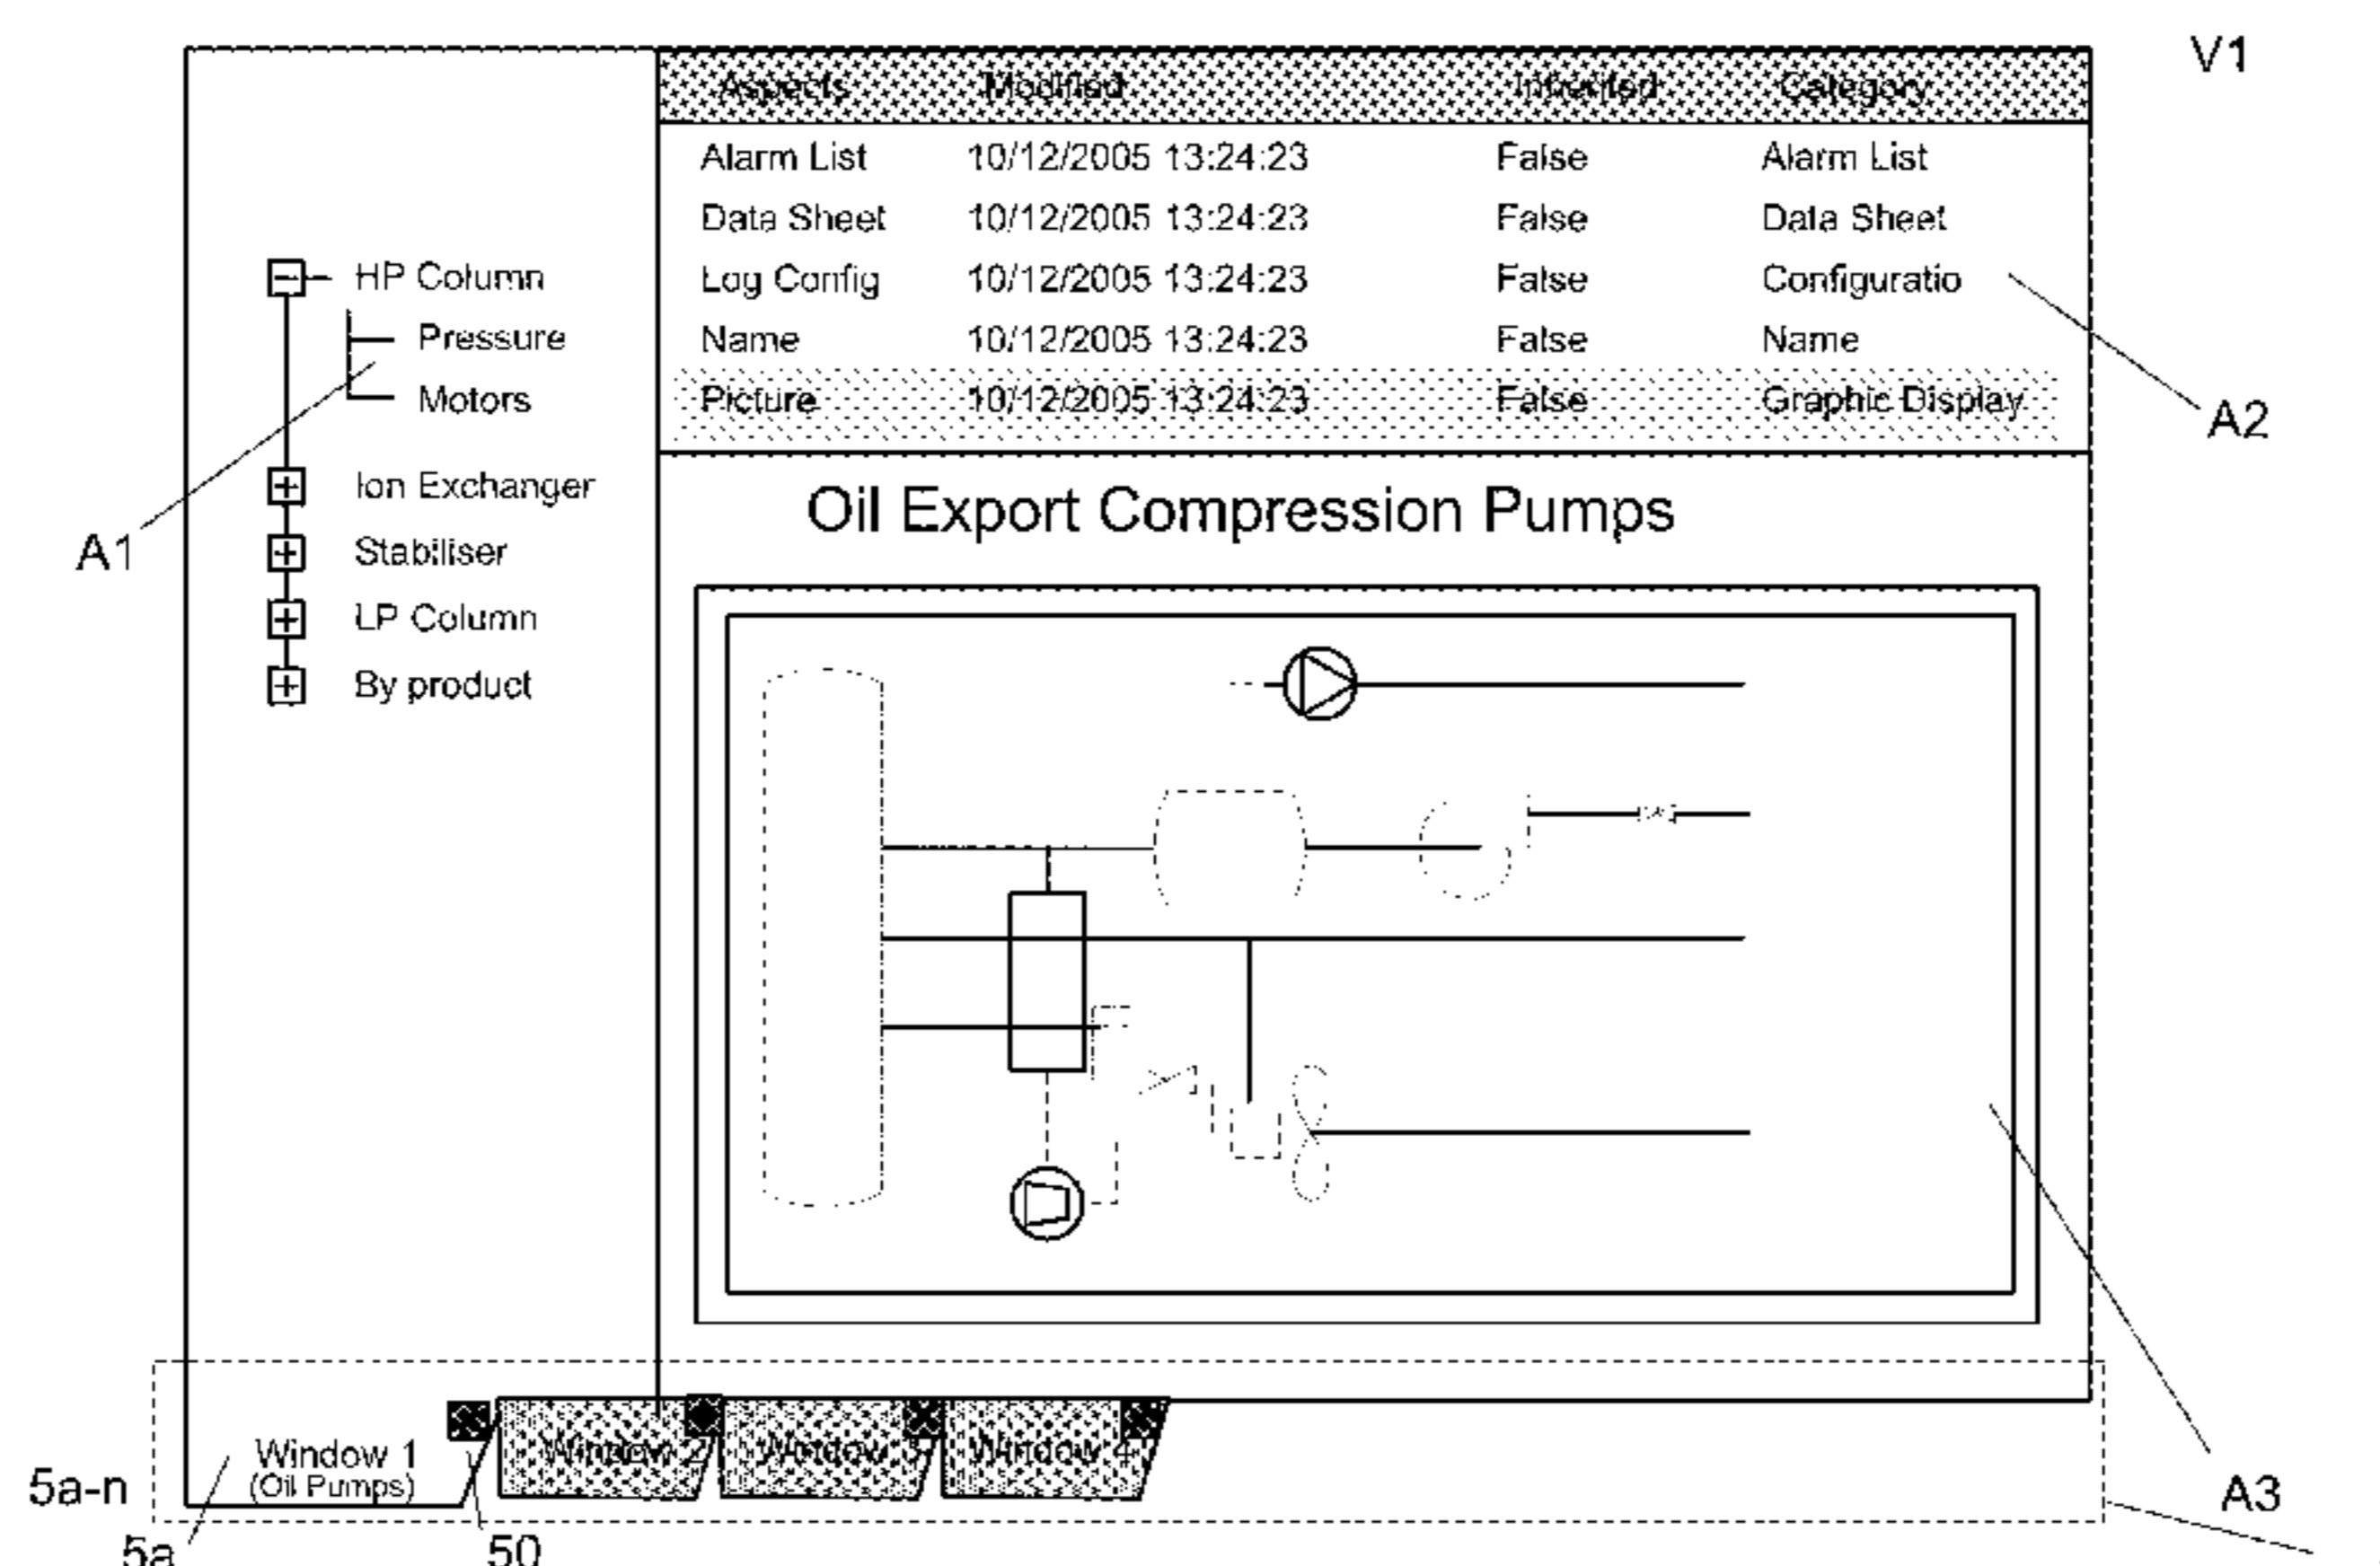 V1
Aspects Modified Inherited Category
Alarm List 10/12/2005 13:24:23 False Alarm List
Data Sheet 10/12/2005 13:24:23 False Data Sheet
Log Config 10/12/2005 13:24:23 False Configuratio
Name 10/12/2005 13:24:23 False Name
Picture 10/12/2005 13:24:23 False Graphic Display
A2
HP Column
Pressure
Motors
Ion Exchanger
Stabiliser
LP Column
By product
A1
Oil Export Compression Pumps
A3
Window 1
(Oil Pumps)
Window 2
Window 3
Window 4
5a-n
5a
50